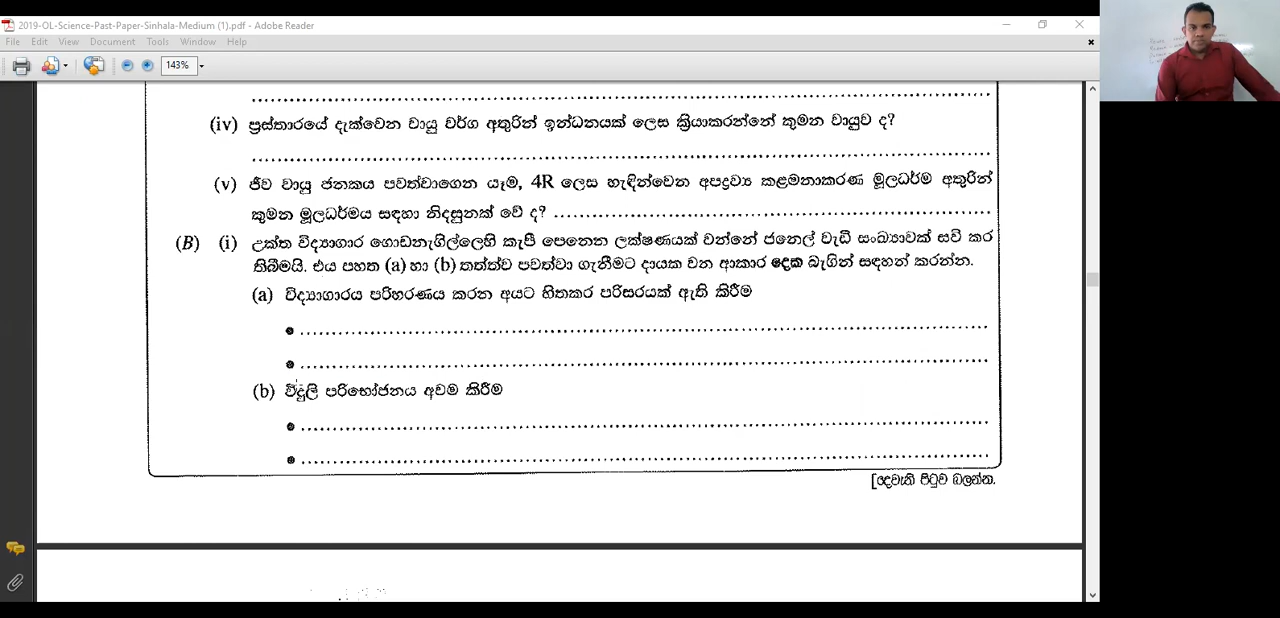 2019-OL-Science-Past-Paper-Sinhala-Medium (1).pdf - Adobe Reader
File Edit View Document Tools Window Help
143%
(iv) ප්‍රස්තාරයේ දැක්වෙන වායු වර්ග අතුරින් ඉන්ධනයක් ලෙස ක්‍රියාකරන්නේ කුමන වායුව ද?
(v) ජීව වායු ජනකය පවත්වාගෙන යෑම, 4R ලෙස හැඳින්වෙන අපද්‍රව්‍ය කළමනාකරණ මූලධර්ම අතුරින්
කුමන මූලධර්මය සඳහා නිදසුනක් වේ ද?
(B) (i) උක්ත විද්‍යාගාර ගොඩනැගිල්ලෙහි කැපී පෙනෙන ලක්ෂණයක් වන්නේ ජනෙල් වැඩි සංඛ්‍යාවක් සවි කර
තිබීමයි. එය පහත (a) හා (b) තත්ත්ව පවත්වා ගැනීමට දායක වන ආකාර දෙක බැගින් සඳහන් කරන්න.
(a) විද්‍යාගාරය පරිහරණය කරන අයට හිතකර පරිසරයක් ඇති කිරීම
(b) විදුලි පරිභෝජනය අවම කිරීම
[දෙවැනි පිටුව බලන්න.